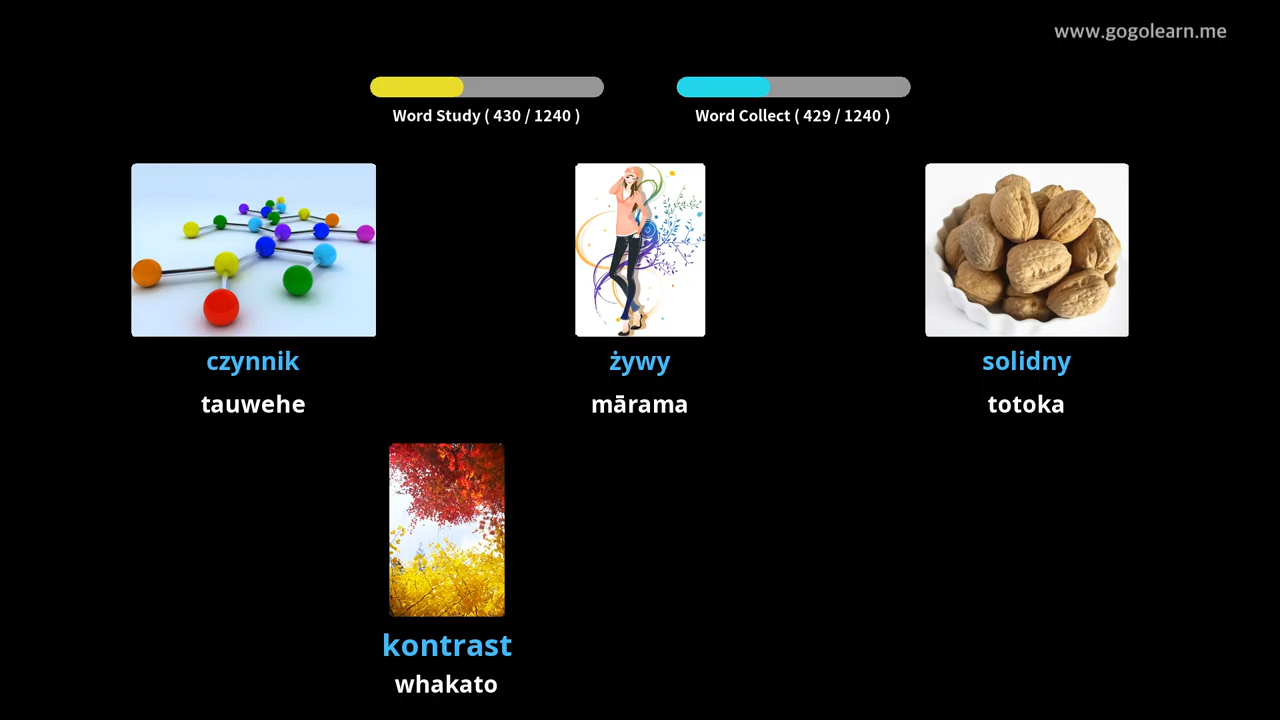 www.gogolearn.me
Word Study ( 430 / 1240 )
Word Collect ( 429 / 1240 )
czynnik
żywy
solidny
tauwehe
mārama
totoka
kontrast
whakato